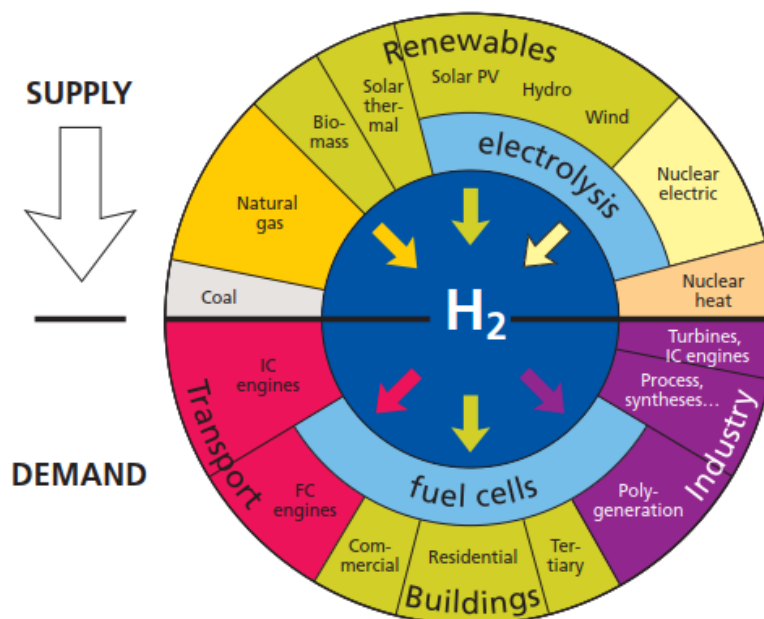 SUPPLY
Renewables
Solar PV
Hydro
Wind
Solar
ther-
mal
Bio-
mass
electrolysis
Nuclear
electric
Natural
gas
Nuclear
heat
Coal
H₂
Turbines,
IC engines
IC
engines
Process,
syntheses...
Transport
Industry
DEMAND
fuel cells
FC
engines
Poly-
generation
Com-
mercial
Residential
Ter-
tiary
Buildings